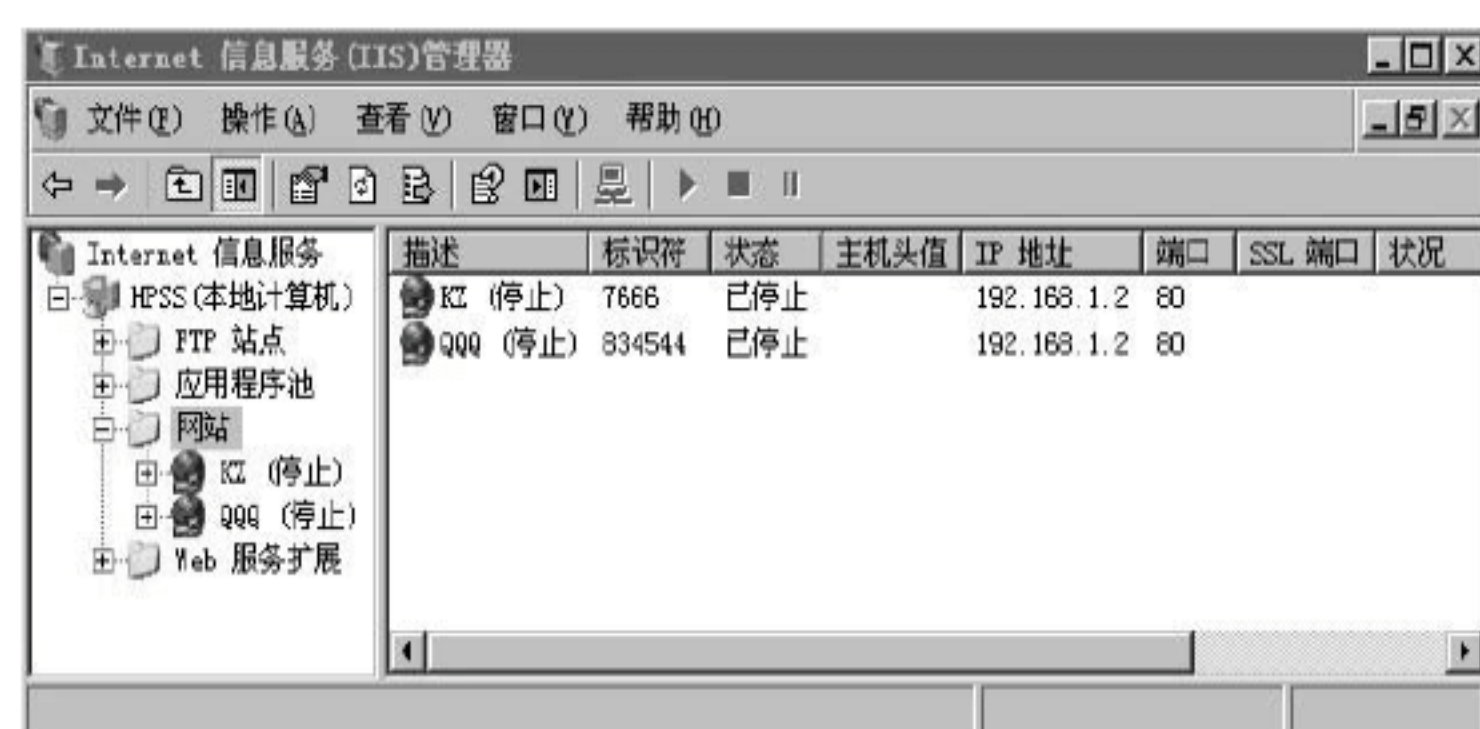 Internet 信息服务(IIS)管理器
文件(F) 操作(A) 查看(V) 窗口(Y) 帮助(H)
Internet 信息服务
HPSS(本地计算机)
FTP 站点
应用程序池
网站
KZ (停止)
QQQ (停止)
Web 服务扩展
描述 标识符 状态 主机头值 IP 地址 端口 SSL 端口 状况
KZ (停止) 7666 已停止 192.168.1.2 80
QQQ (停止) 834544 已停止 192.168.1.2 80